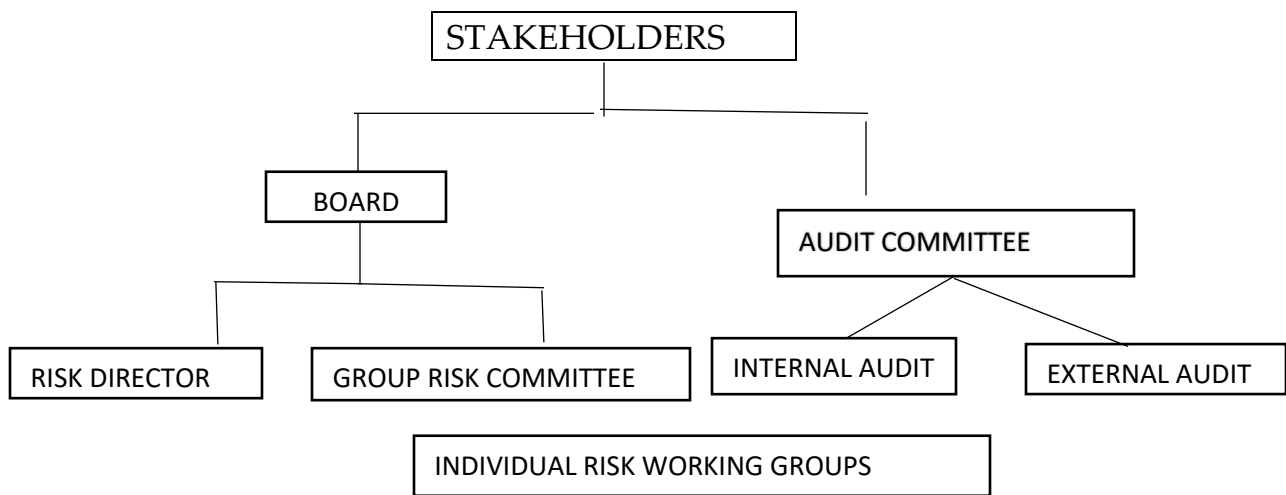 STAKEHOLDERS
BOARD
AUDIT COMMITTEE
RISK DIRECTOR
GROUP RISK COMMITTEE
INTERNAL AUDIT
EXTERNAL AUDIT
INDIVIDUAL RISK WORKING GROUPS